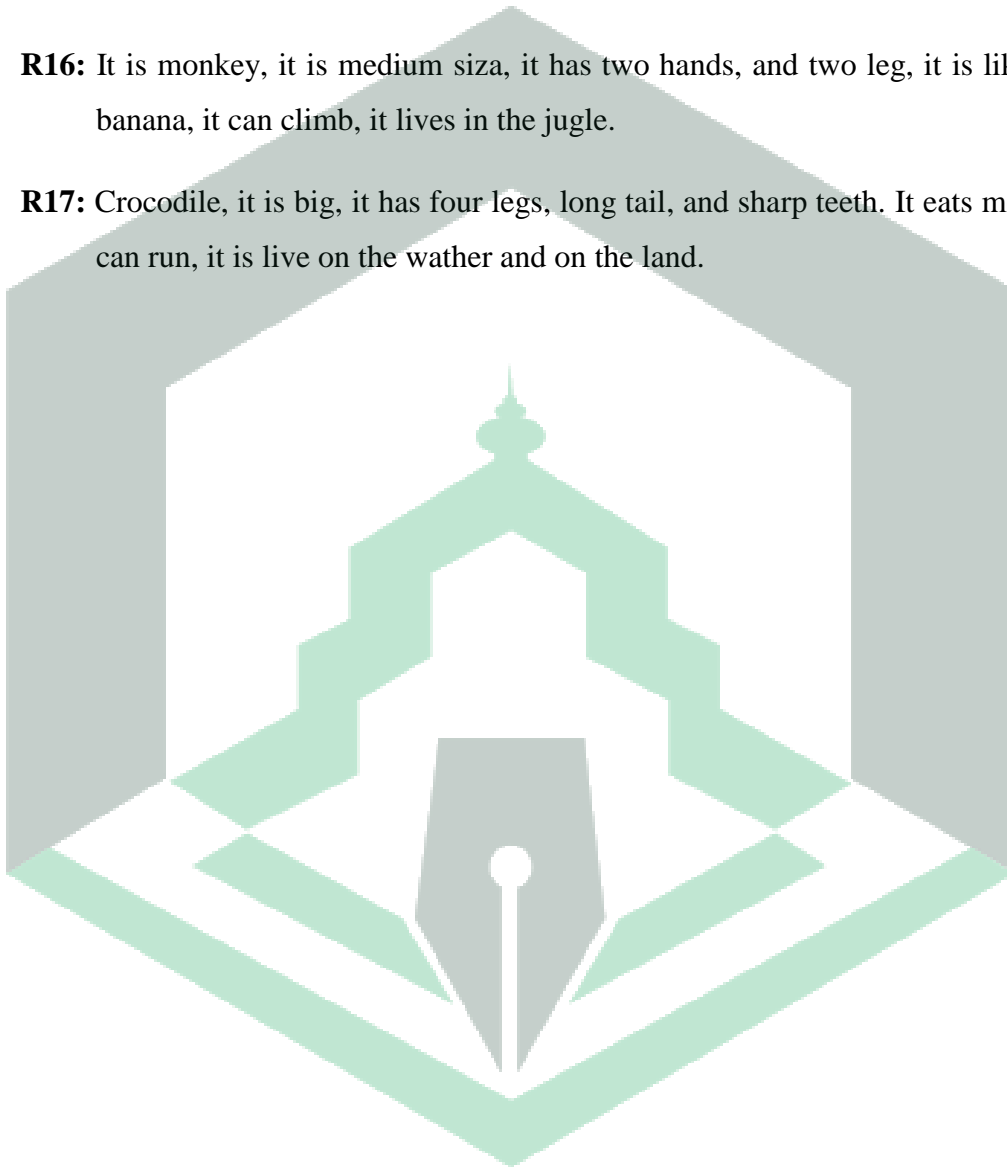 R16: It is monkey, it is medium siza, it has two hands, and two leg, it is
banana, it can climb, it lives in the jugle.
R17: Crocodile, it is big, it has four legs, long tail, and sharp teeth. It eats
can run, it is live on the wather and on the land.